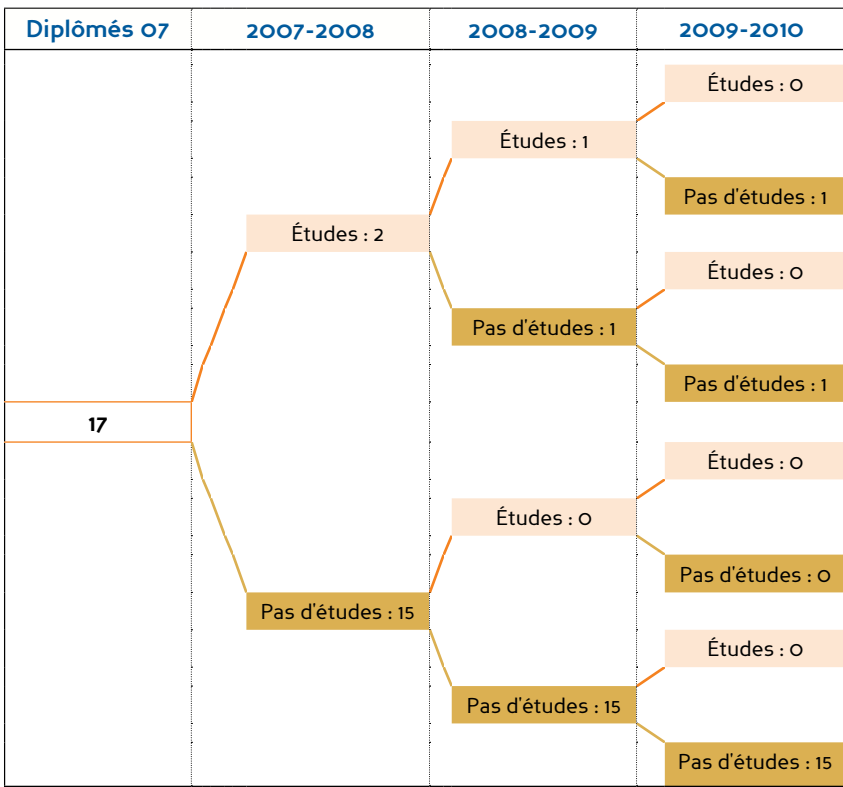 Diplômés 07 2007-2008 2008-2009 2009-2010
Études : 0
Études : 1
Pas d'études : 1
Études : 2
Études : 0
Pas d'études : 1
Pas d'études : 1
17
Études : 0
Études : 0
Pas d'études : 0
Pas d'études : 15
Études : 0
Pas d'études : 15
Pas d'études : 15